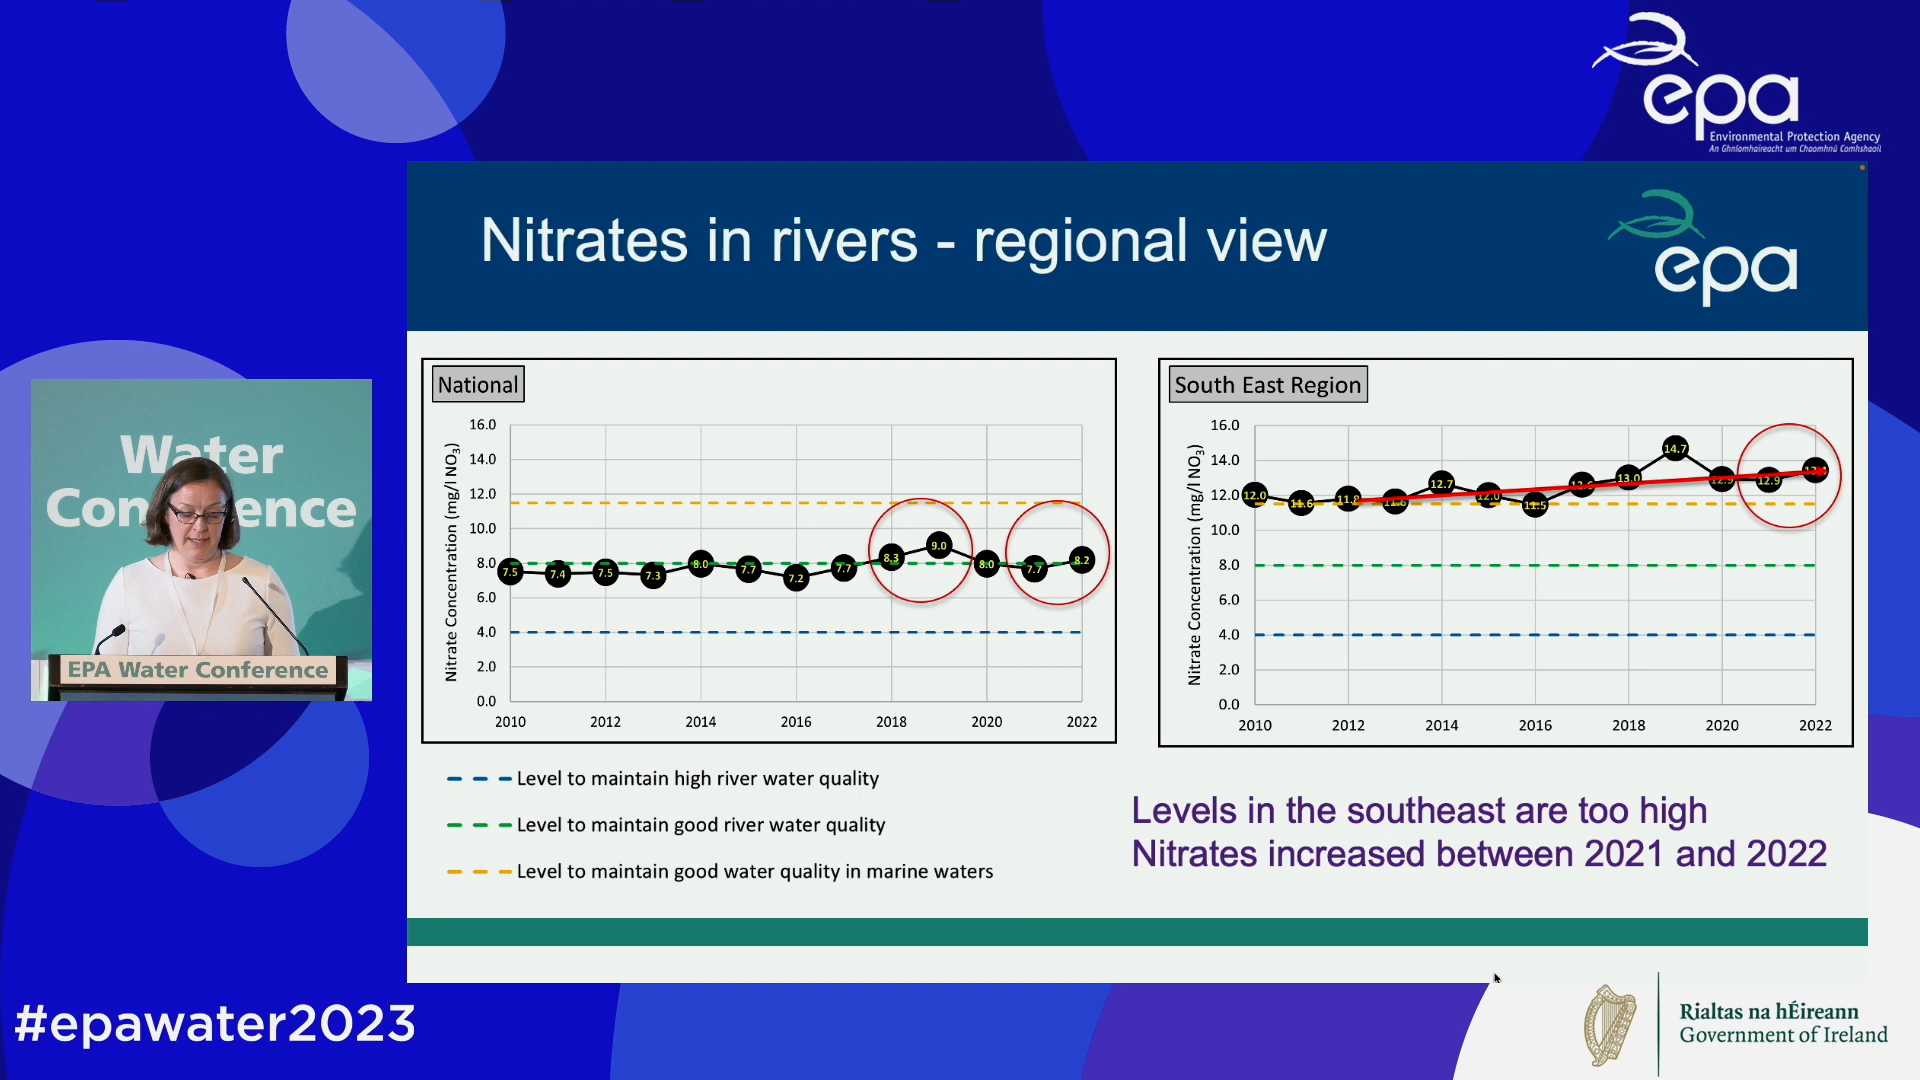 epa
Environmental Protection Agency
An Ghníomhaireacht um Chaomhnú Comhshaoil
Nitrates in rivers - regional view
epa
National
16.0
14.0
12.0
10.0
8.0
6.0
4.0
2.0
0.0
Nitrate Concentration (mg/l NO3)
7.5 7.4 7.5 7.3 8.0 7.7 7.2 7.7 8.3 9.0 8.0 7.7 8.2
2010 2012 2014 2016 2018 2020 2022
South East Region
16.0
14.0
12.0
10.0
8.0
6.0
4.0
2.0
0.0
Nitrate Concentration (mg/l NO3)
12.0 11.6 11.8 11.6 12.7 12.0 11.5 12.6 13.0 14.7 12.9 12.9
2010 2012 2014 2016 2018 2020 2022
Level to maintain high river water quality
Level to maintain good river water quality
Level to maintain good water quality in marine waters
Levels in the southeast are too high
Nitrates increased between 2021 and 2022
Water
Con ence
EPA Water Conference
#epawater2023
Rialtas na hÉireann
Government of Ireland